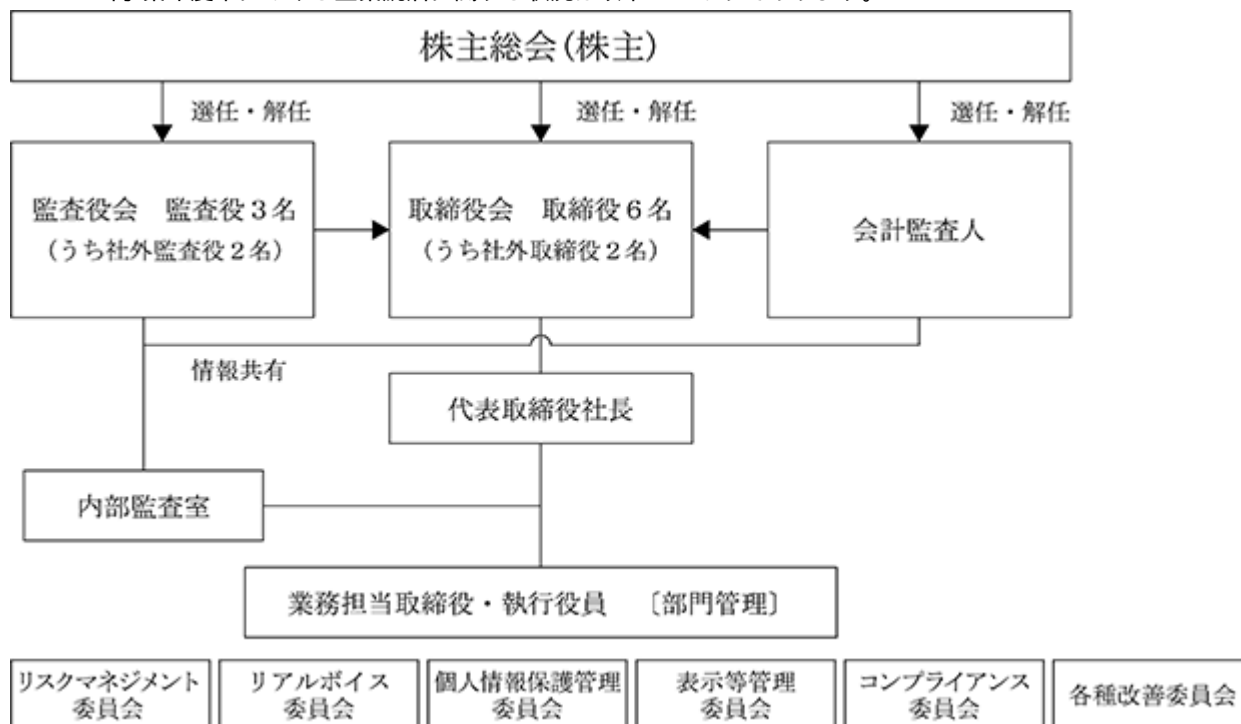 株主総会(株主)
選任・解任
選任・解任
選任・解任
監査役会　監査役3名
(うち社外監査役2名)
取締役会　取締役6名
(うち社外取締役2名)
会計監査人
情報共有
代表取締役社長
内部監査室
業務担当取締役・執行役員　〔部門管理〕
リスクマネジメント
委員会
リアルボイス
委員会
個人情報保護管理
委員会
表示等管理
委員会
コンプライアンス
委員会
各種改善委員会